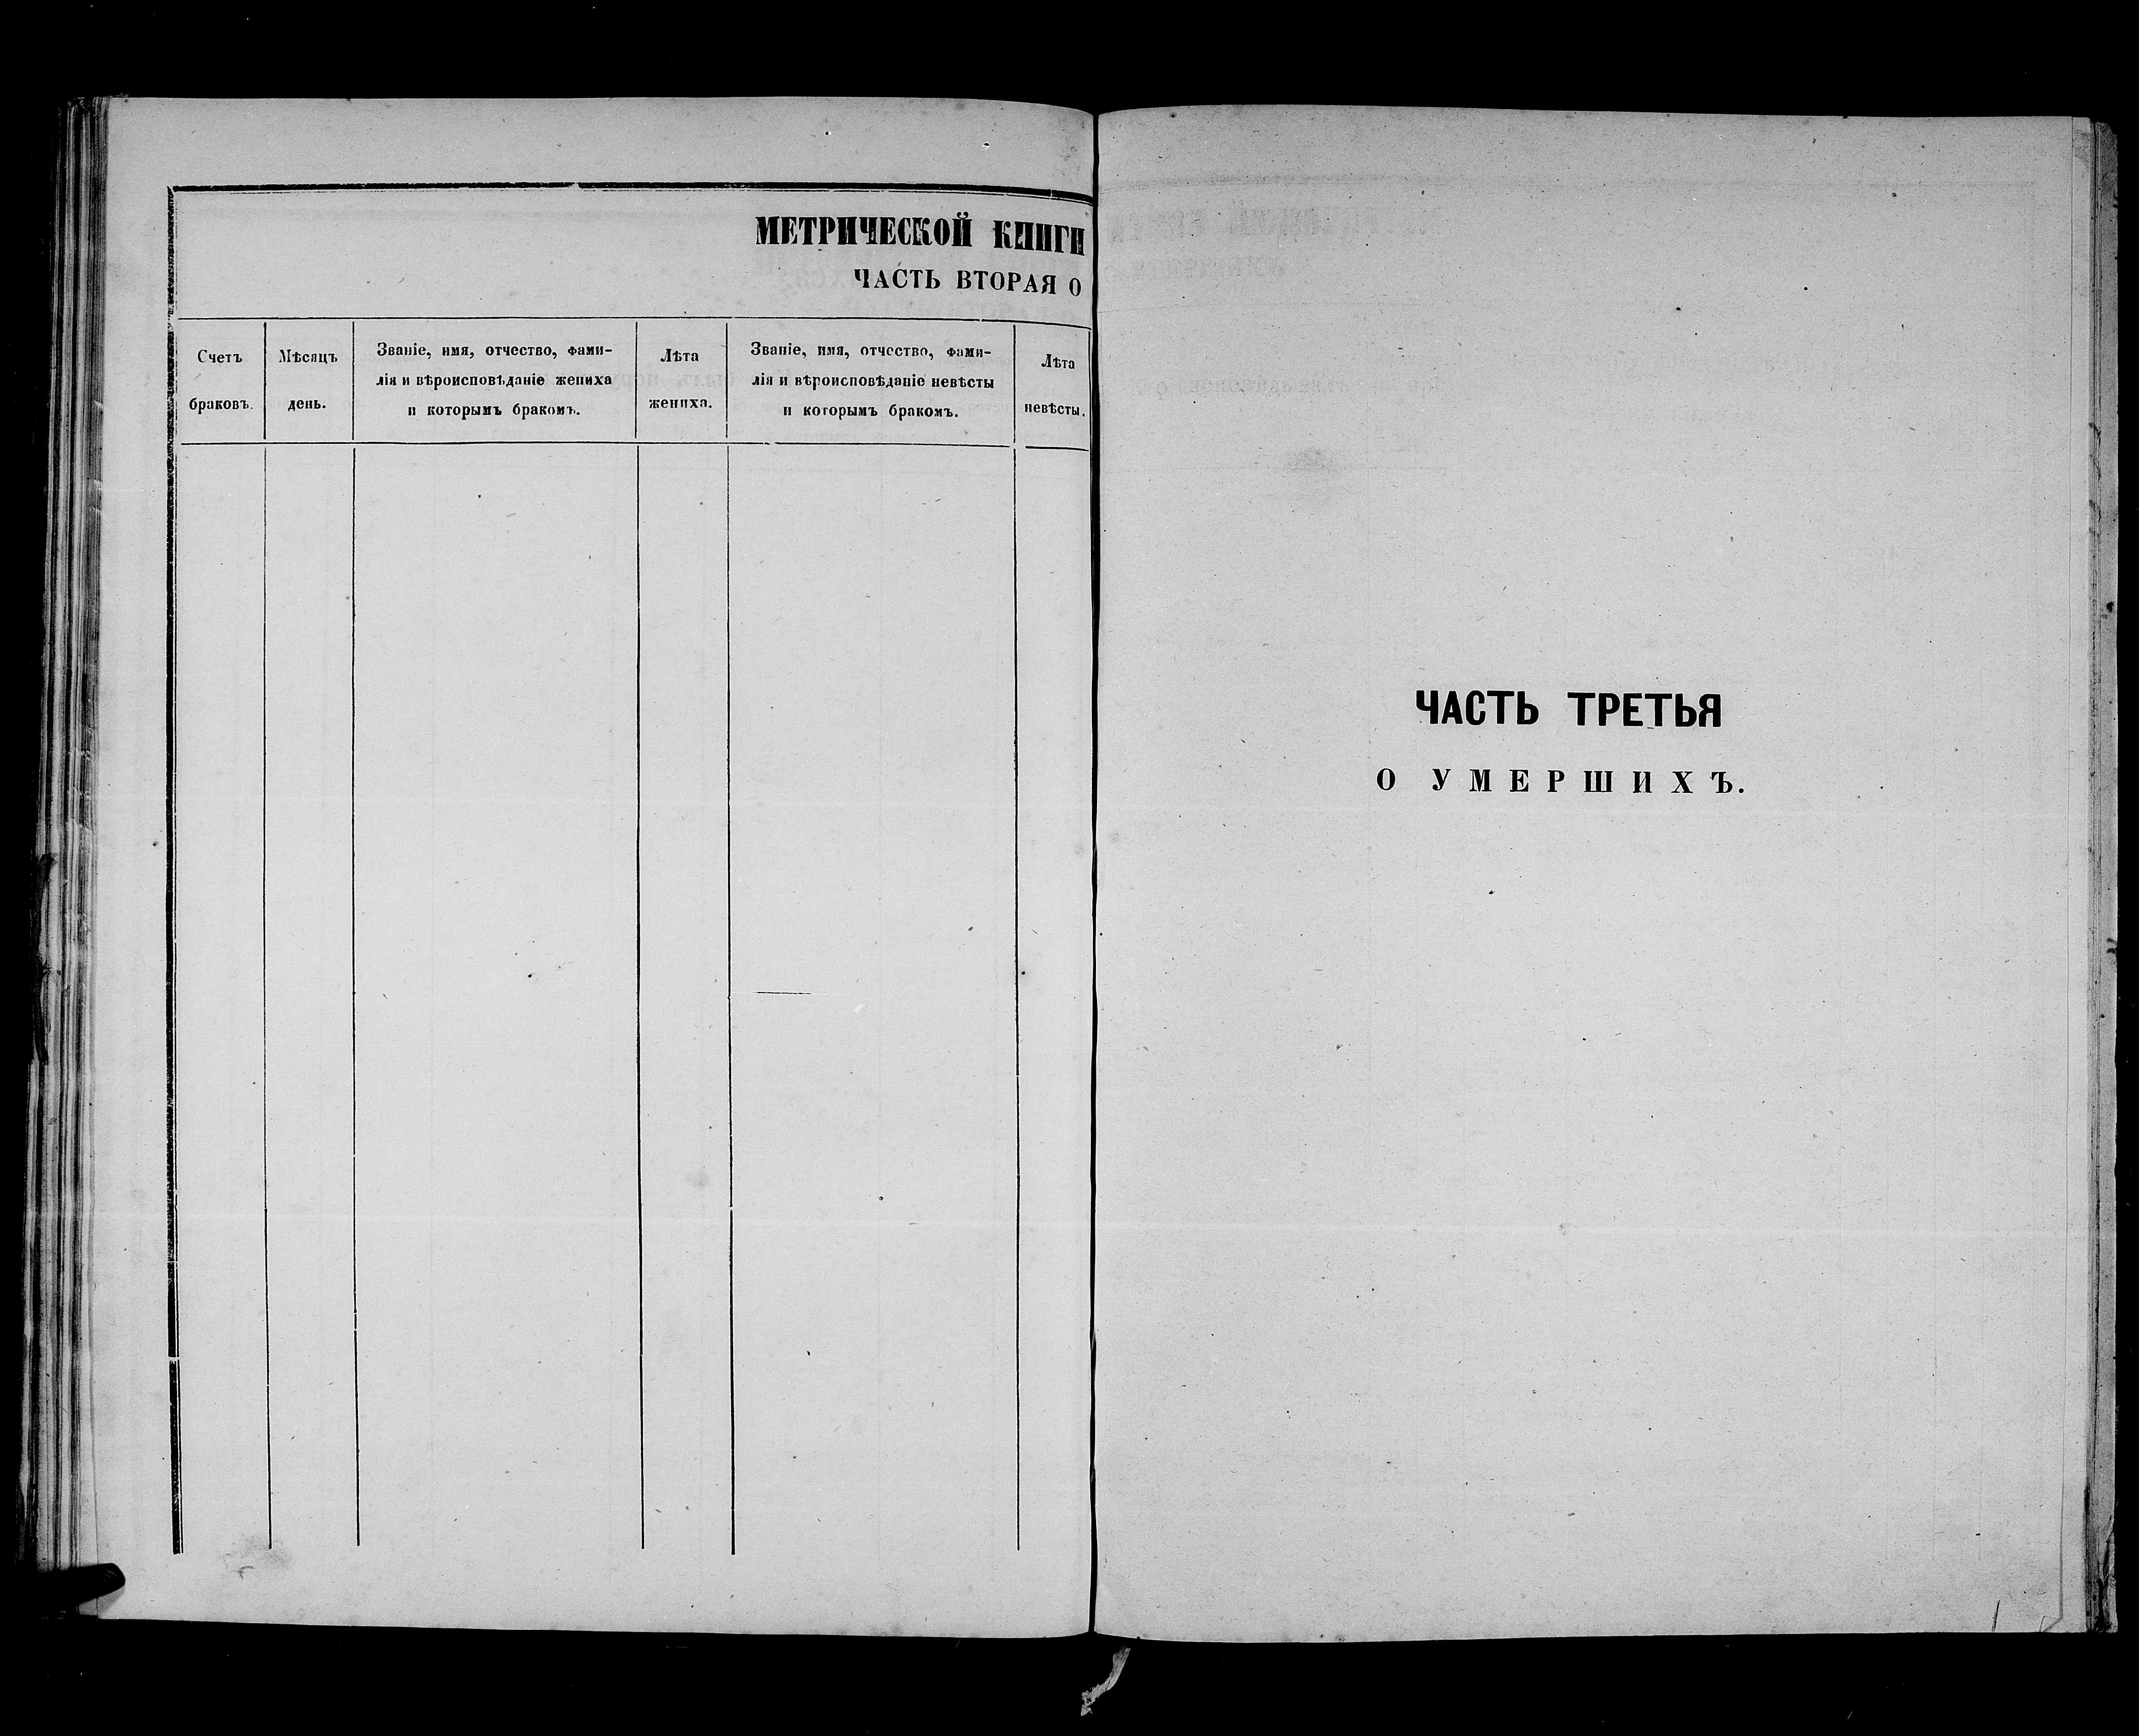 МЕТРИЧЕСКОЙ КНИГИ
ЧАСТЬ ВТОРАЯ О
Счетъ
браковъ.
Мѣсяцъ
день.
Званіе, имя, отчество, фами-
лія и вѣроисповѣданіе жениха
и которымъ бракомъ.
Лѣта
жениха.
Званіе, имя, отчество, фами-
лія и вѣроисповѣданіе невѣсты
и которымъ бракомъ.
Лѣта
невѣсты.
ЧАСТЬ ТРЕТЬЯ
О УМЕРШИХЪ.